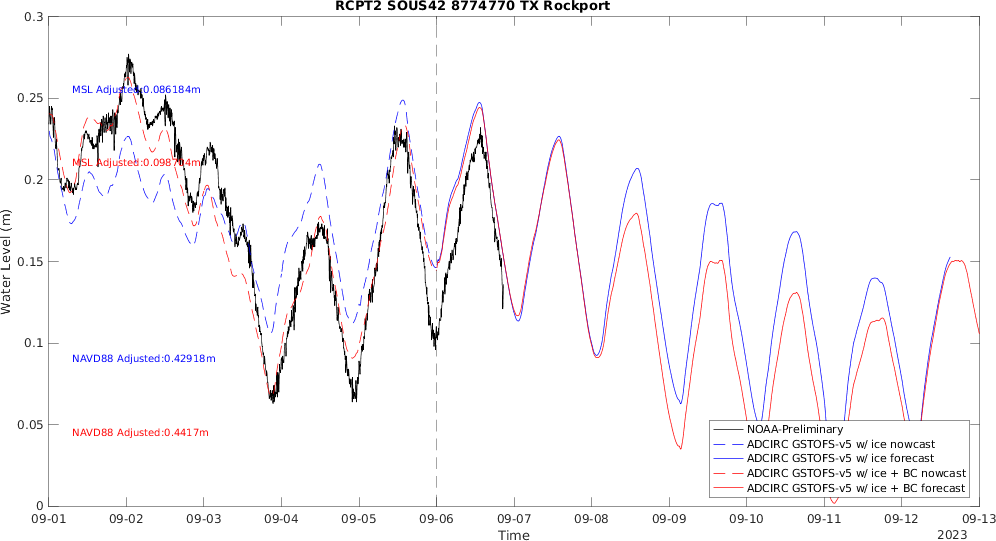 RCPT2 SOUS42 8774770 TX Rockport
0.3
0.25
0.2
0.15
0.1
0.05
0
Water Level (m)
MSL Adjusted:0.086184m
MSL Adjusted:0.098704m
NAVD88 Adjusted:0.42918m
NAVD88 Adjusted:0.4417m
NOAA-Preliminary
ADCIRC GSTOFS-v5 w/ ice nowcast
ADCIRC GSTOFS-v5 w/ ice forecast
ADCIRC GSTOFS-v5 w/ ice + BC nowcast
ADCIRC GSTOFS-v5 w/ ice + BC forecast
09-01 09-02 09-03 09-04 09-05 09-06 09-07 09-08 09-09 09-10 09-11 09-12 09-13
Time
2023